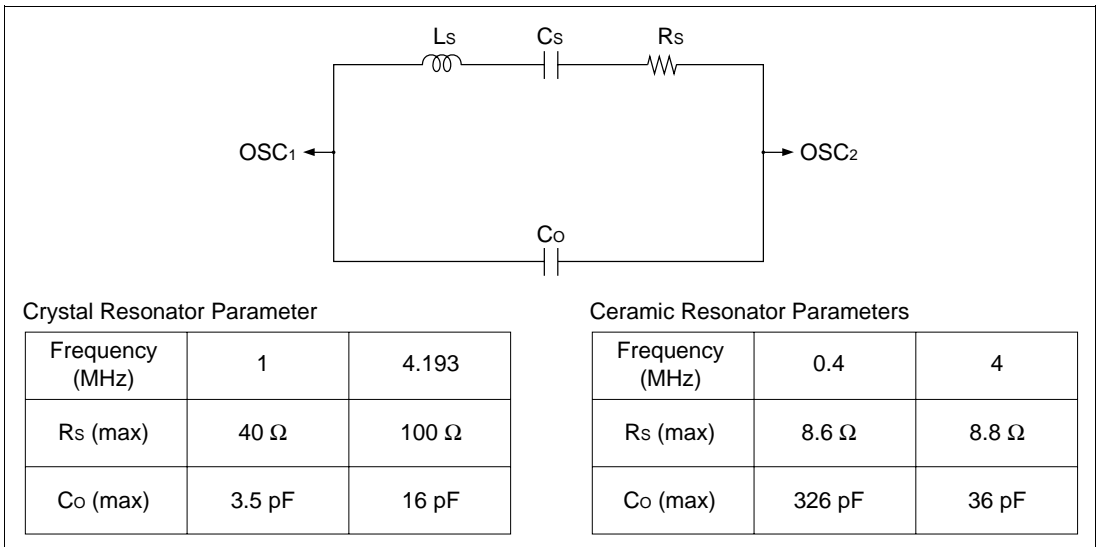 Ls Cs Rs
OSC1 OSC2
Co
Crystal Resonator Parameter
Frequency (MHz) 1 4.193
Rs (max) 40 Ω 100 Ω
Co (max) 3.5 pF 16 pF
Ceramic Resonator Parameters
Frequency (MHz) 0.4 4
Rs (max) 8.6 Ω 8.8 Ω
Co (max) 326 pF 36 pF